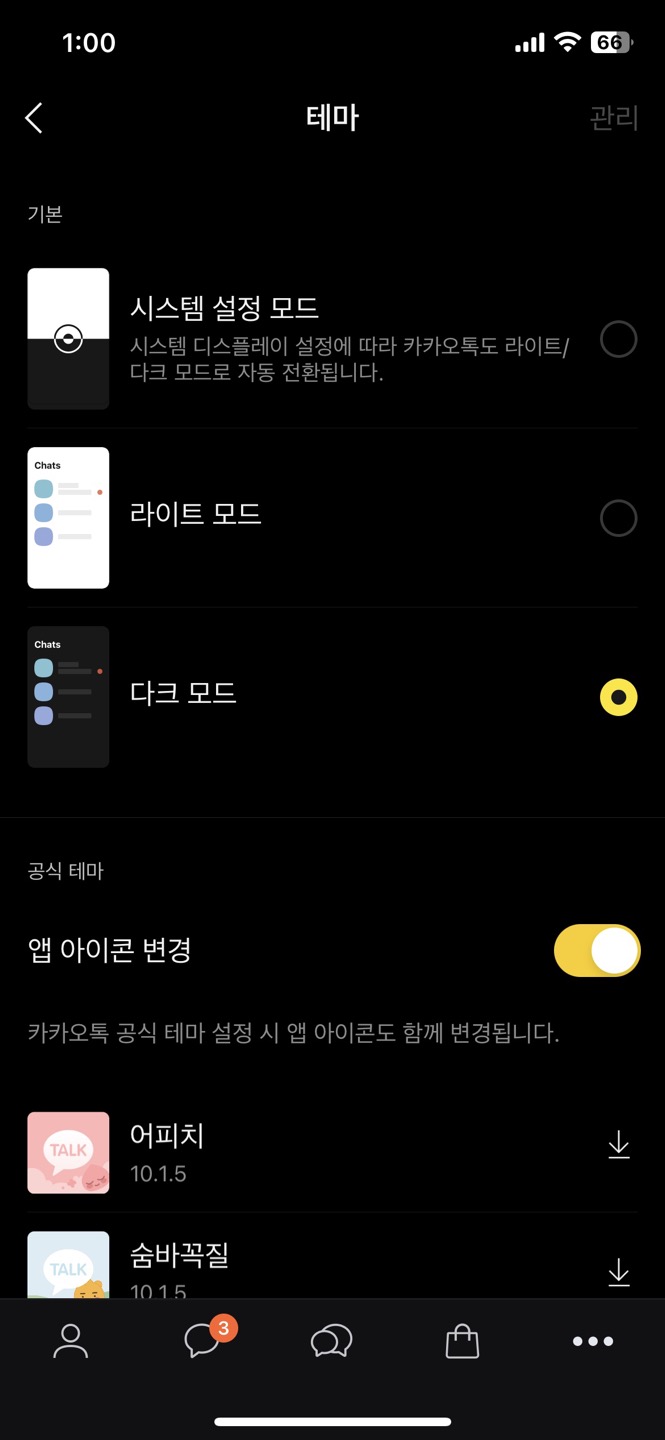 1:00
66
테마
관리
기본
시스템 설정 모드
시스템 디스플레이 설정에 따라 카카오톡도 라이트/
다크 모드로 자동 전환됩니다.
Chats
라이트 모드
Chats
다크 모드
공식 테마
앱 아이콘 변경
카카오톡 공식 테마 설정 시 앱 아이콘도 함께 변경됩니다.
TALK
어피치
10.1.5
TALK
숨바꼭질
10.1.5
3